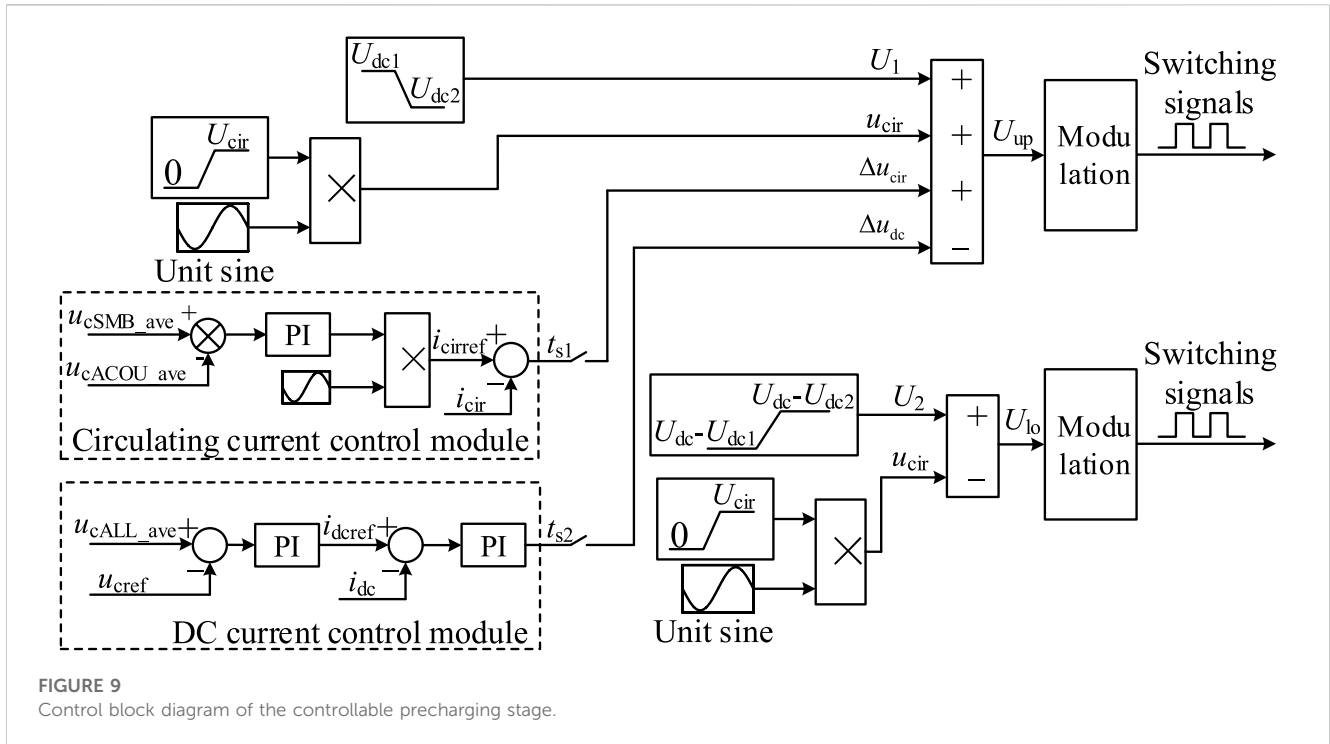 U_dc1
U_dc2
U_1
+
Switching
signals
0
U_cir
×
u_cir
+
U_up
Modu
lation
Δu_cir
+
Δu_dc
−
Unit sine
u_cSMB_ave
+
-
u_cACOU_ave
PI
×
i_cirref
+
−
i_cir
t_s1
Circulating current control module
U_dc-U_dc1
U_dc-U_dc2
U_2
+
−
U_lo
Modu
lation
Switching
signals
u_cir
0
U_cir
×
Unit sine
u_cALL_ave
+
−
u_cref
PI
i_dcref
+
−
i_dc
PI
t_s2
DC current control module
FIGURE 9
Control block diagram of the controllable precharging stage.